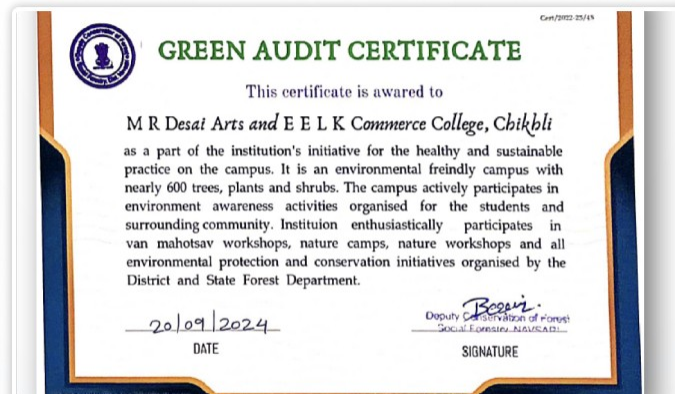 Cert/2022-23/48
GREEN AUDIT CERTIFICATE
This certificate is awared to
M R Desai Arts and E E L K Commerce College, Chikhli
as a part of the institution's initiative for the healthy and sustainable
practice on the campus. It is an environmental freindly campus with
nearly 600 trees, plants and shrubs. The campus actively participates in
environment awareness activities organised for the students and
surrounding community. Instituion enthusiastically participates in
van mahotsav workshops, nature camps, nature workshops and all
environmental protection and conservation initiatives organised by the
District and State Forest Department.
20/09/2024
DATE
Deputy Conservation of Forest
Social Forestry NAVSARI
SIGNATURE